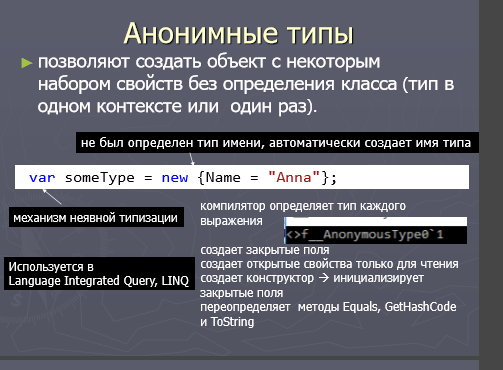 Анонимные типы
► позволяют создать объект с некоторым
набором свойств без определения класса (тип в
одном контексте или один раз).
не был определен тип имени, автоматически создает имя типа
var someType = new {Name = "Anna"};
механизм неявной типизации
компилятор определяет тип каждого
выражения
<>f__AnonymousType0`1
создает закрытые поля
создает открытые свойства только для чтения
создает конструктор → инициализирует
закрытые поля
переопределяет методы Equals, GetHashCode
и ToString
Используется в
Language Integrated Query, LINQ